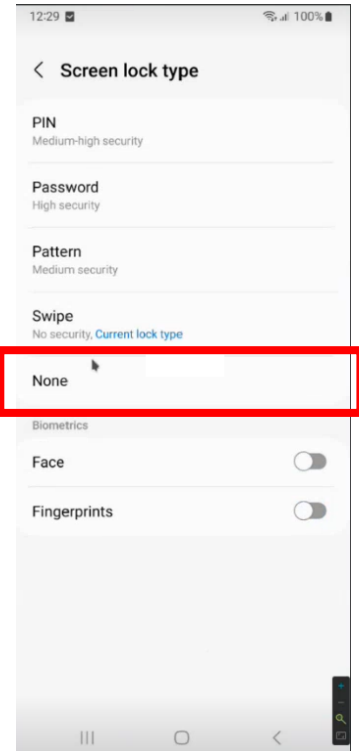 12:29 100%
Screen lock type
PIN
Medium-high security
Password
High security
Pattern
Medium security
Swipe
No security, Current lock type
None
Biometrics
Face
Fingerprints